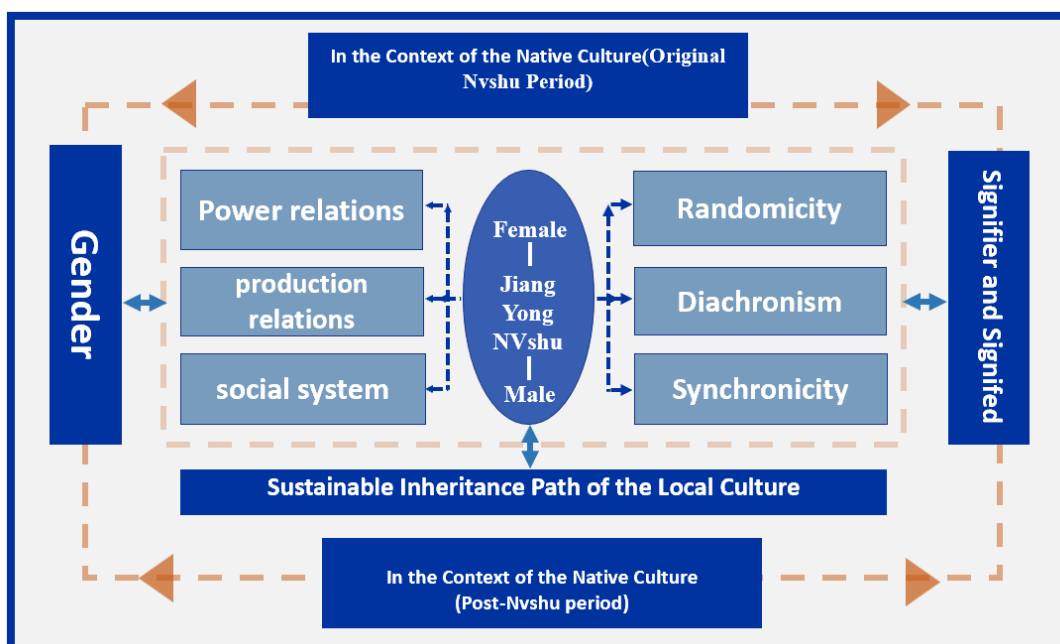 In the Context of the Native Culture(Original
Nvshu Period)
Gender
Power relations
production
relations
social system
Female
Jiang
Yong
NVshu
Male
Randomicity
Diachronism
Synchronicity
Signifier and Signifed
Sustainable Inheritance Path of the Local Culture
In the Context of the Native Culture
(Post-Nvshu period)